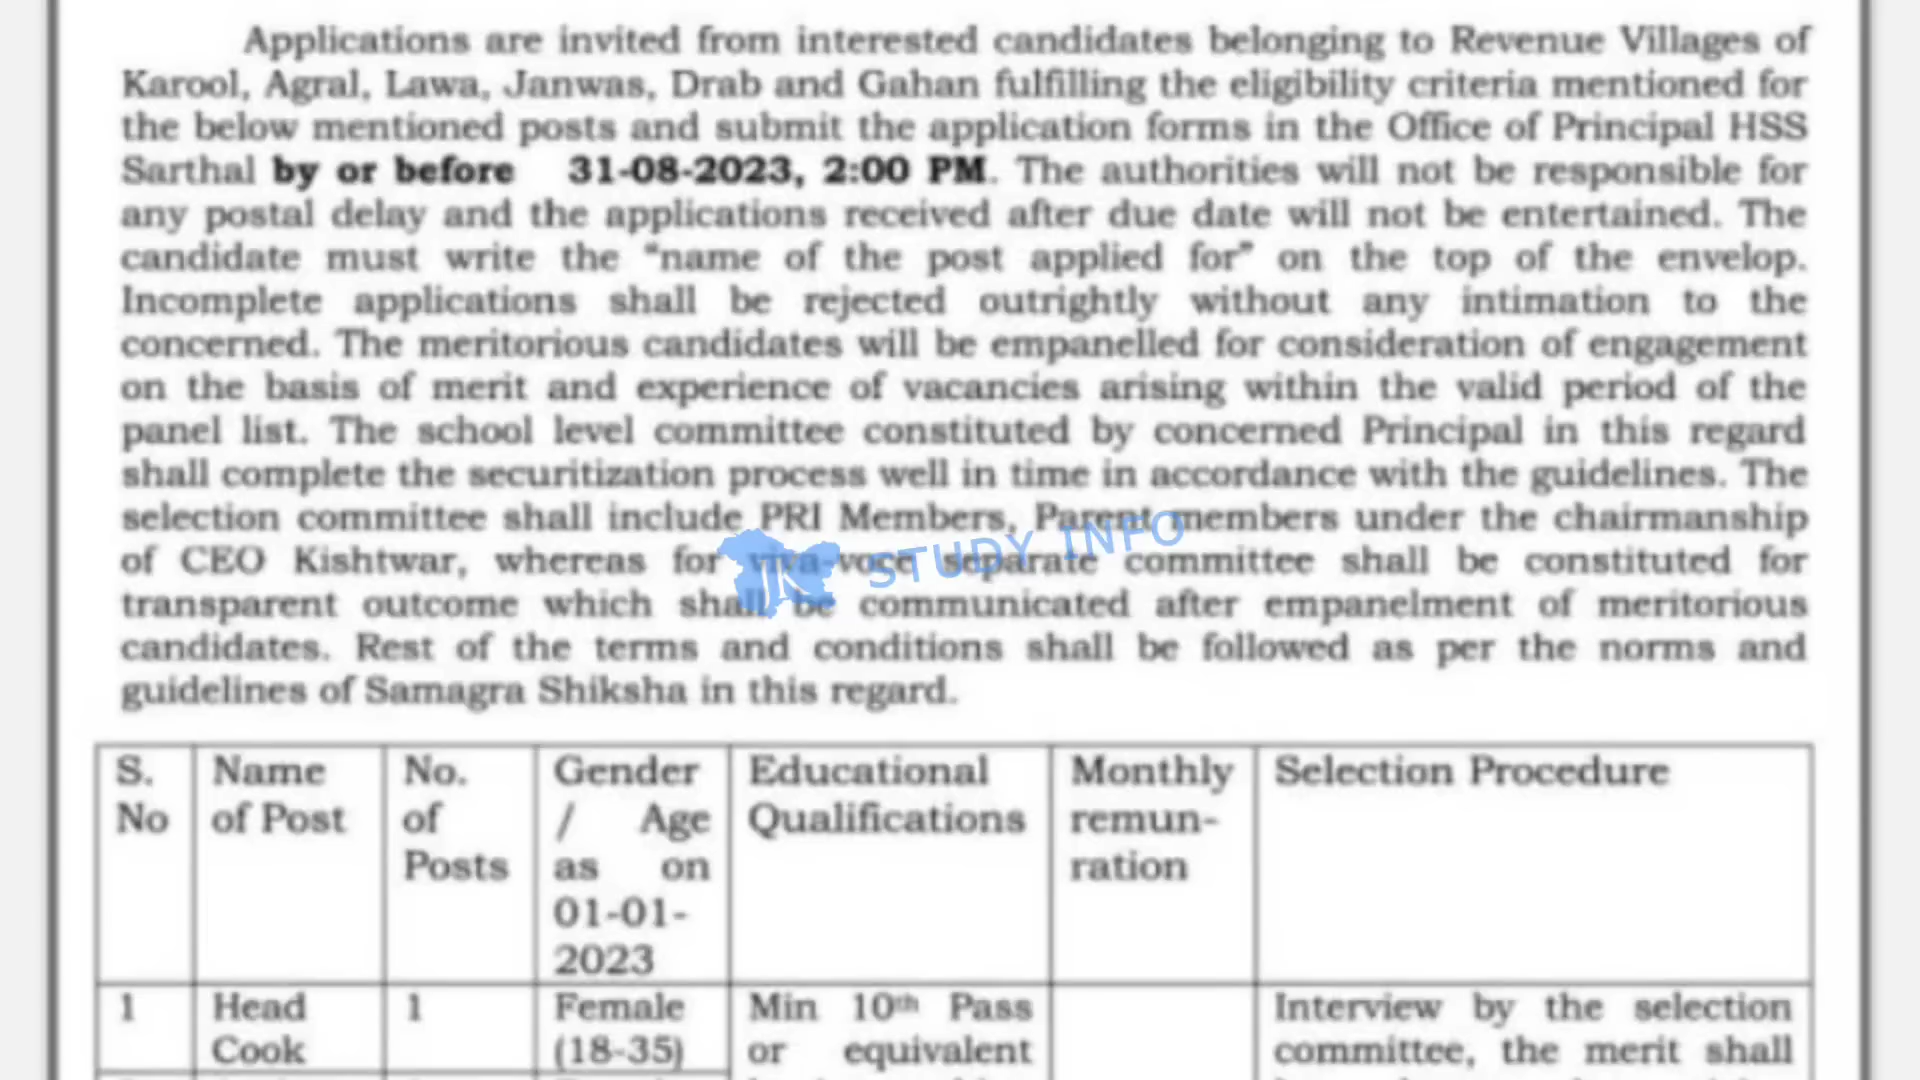 Applications are invited from interested candidates belonging to Revenue Villages of
Karool, Agral, Lawa, Janwas, Drab and Gahan fulfilling the eligibility criteria mentioned for
the below mentioned posts and submit the application forms in the Office of Principal HSS
Sarthal by or before 31-08-2023, 2:00 PM. The authorities will not be responsible for
any postal delay and the applications received after due date will not be entertained. The
candidate must write the “name of the post applied for” on the top of the envelop.
Incomplete applications shall be rejected outrightly without any intimation to the
concerned. The meritorious candidates will be empanelled for consideration of engagement
on the basis of merit and experience of vacancies arising within the valid period of the
panel list. The school level committee constituted by concerned Principal in this regard
shall complete the securitization process well in time in accordance with the guidelines. The
selection committee shall include PRI Members, Parent members under the chairmanship
of CEO Kishtwar, whereas for viva-voce separate committee shall be constituted for
transparent outcome which shall be communicated after empanelment of meritorious
candidates. Rest of the terms and conditions shall be followed as per the norms and
guidelines of Samagra Shiksha in this regard.
JK STUDY INFO
S. No
Name of Post
No. of Posts
Gender / Age as on 01-01-2023
Educational Qualifications
Monthly remun-ration
Selection Procedure
1
Head Cook
1
Female (18-35)
Min 10th Pass or equivalent
Interview by the selection committee, the merit shall